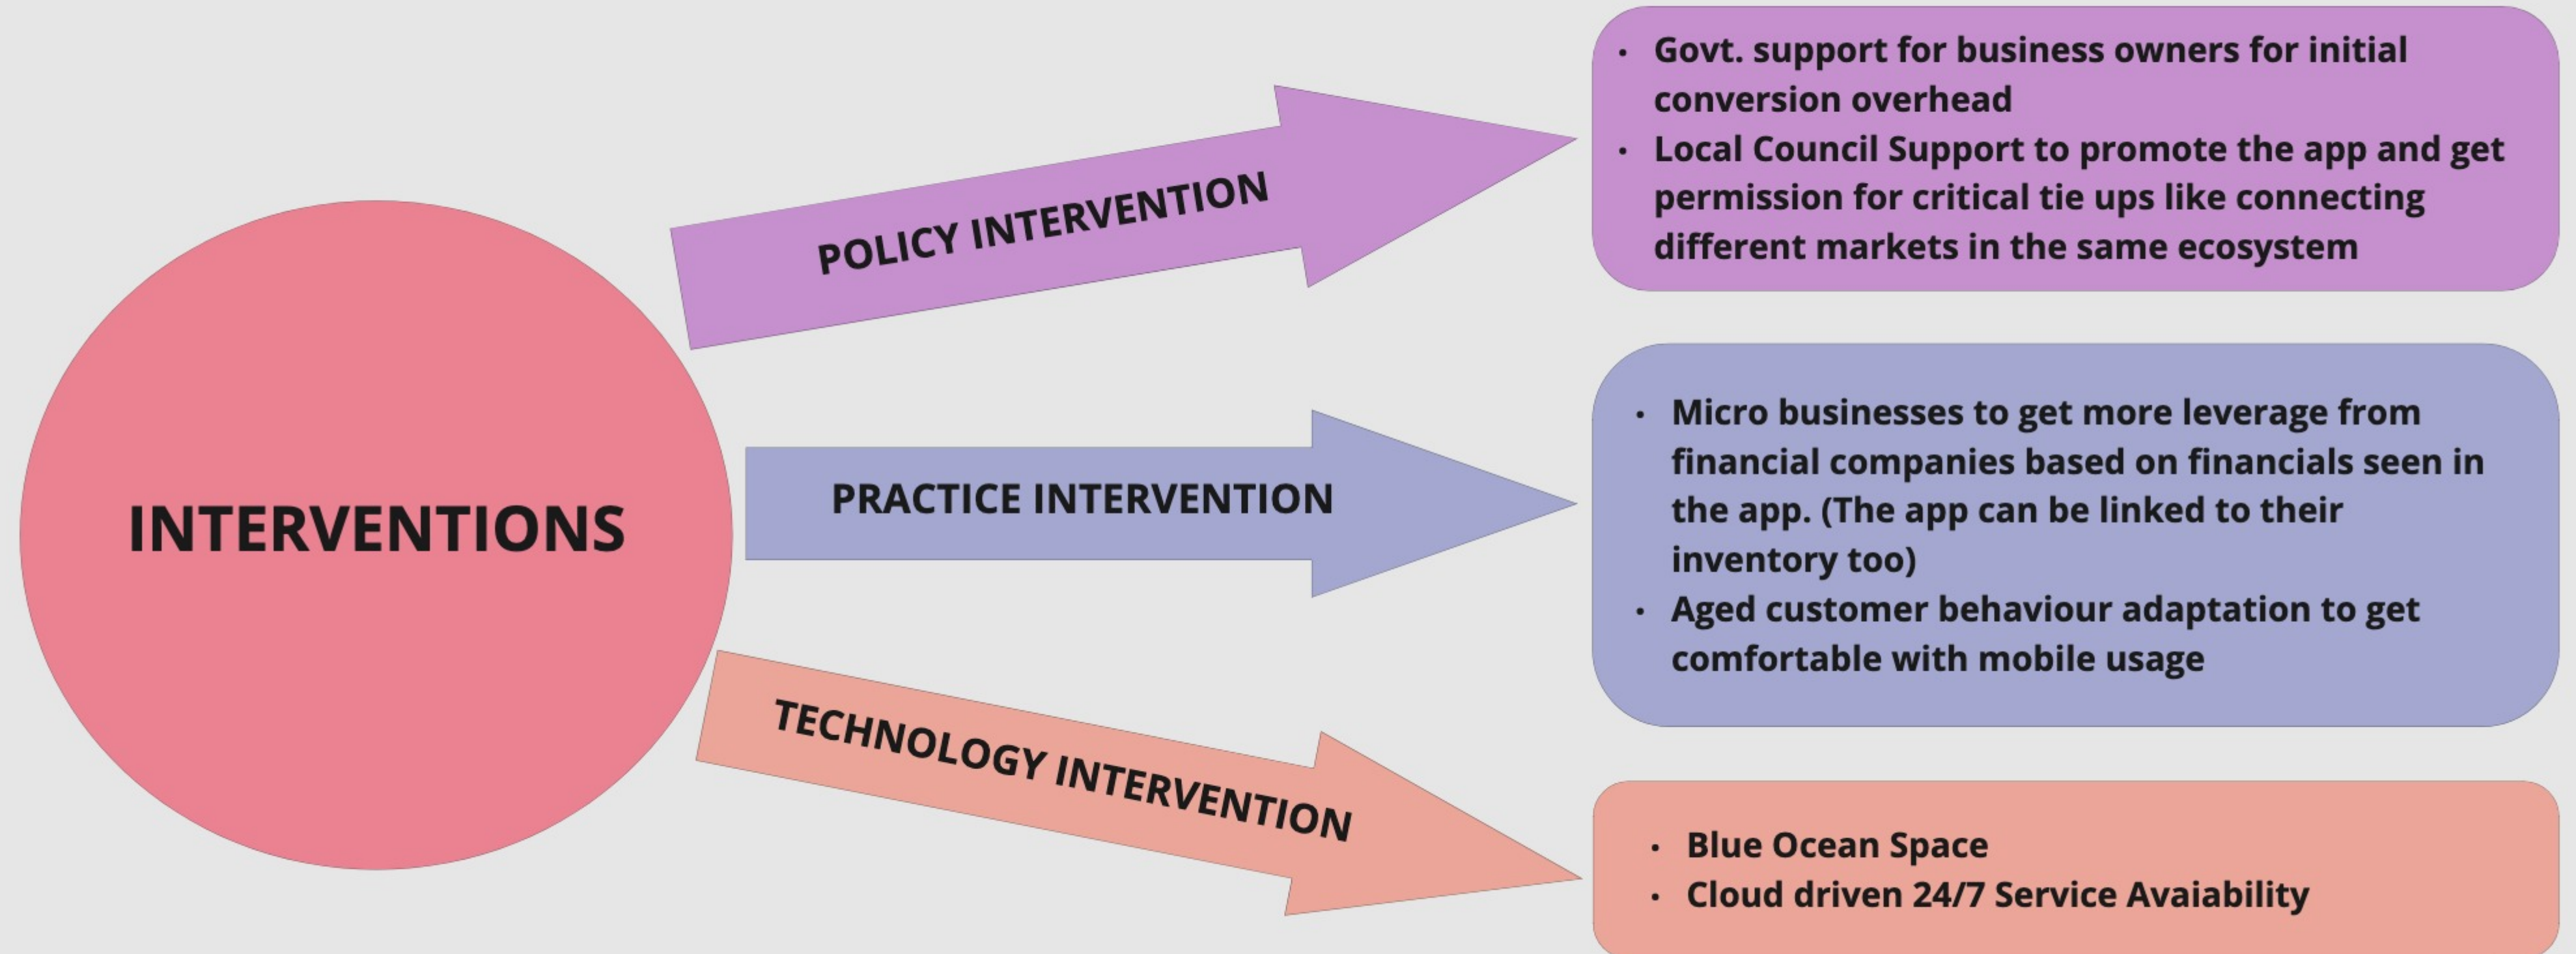 INTERVENTIONS
POLICY INTERVENTION
• Govt. support for business owners for initial
conversion overhead
• Local Council Support to promote the app and get
permission for critical tie ups like connecting
different markets in the same ecosystem
PRACTICE INTERVENTION
• Micro businesses to get more leverage from
financial companies based on financials seen in
the app. (The app can be linked to their
inventory too)
• Aged customer behaviour adaptation to get
comfortable with mobile usage
TECHNOLOGY INTERVENTION
• Blue Ocean Space
• Cloud driven 24/7 Service Avaiability